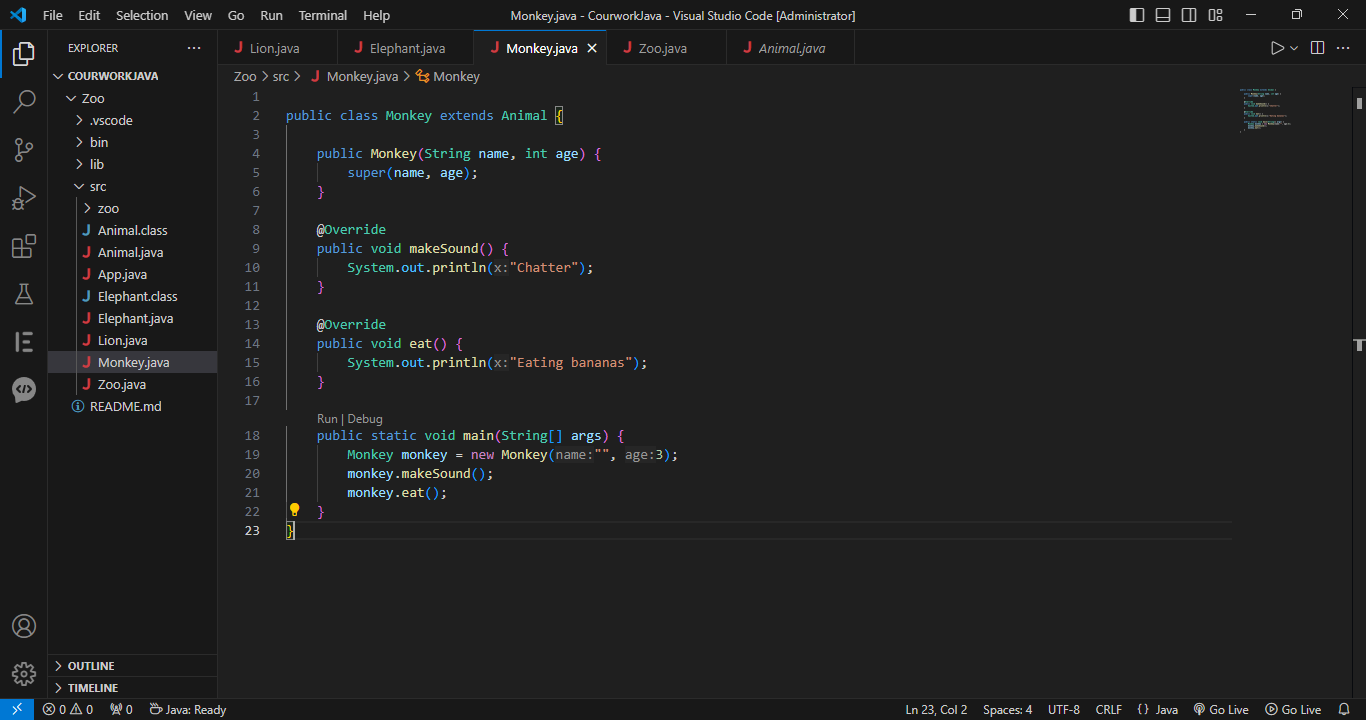 File Edit Selection View Go Run Terminal Help Monkey.java - CourworkJava - Visual Studio Code [Administrator]
EXPLORER ···
Lion.java Elephant.java Monkey.java Zoo.java Animal.java
COURWORKJAVA
Zoo > src > Monkey.java > Monkey
Zoo
.vscode
bin
lib
src
zoo
Animal.class
Animal.java
App.java
Elephant.class
Elephant.java
Lion.java
Monkey.java
Zoo.java
README.md
OUTLINE
TIMELINE
1
2 public class Monkey extends Animal {
3
4 public Monkey(String name, int age) {
5 super(name, age);
6 }
7
8 @Override
9 public void makeSound() {
10 System.out.println(x:"Chatter");
11 }
12
13 @Override
14 public void eat() {
15 System.out.println(x:"Eating bananas");
16 }
17
Run | Debug
18 public static void main(String[] args) {
19 Monkey monkey = new Monkey(name:"", age:3);
20 monkey.makeSound();
21 monkey.eat();
22 }
23 }
0 0 0 Java: Ready Ln 23, Col 2 Spaces: 4 UTF-8 CRLF {} Java Go Live Go Live